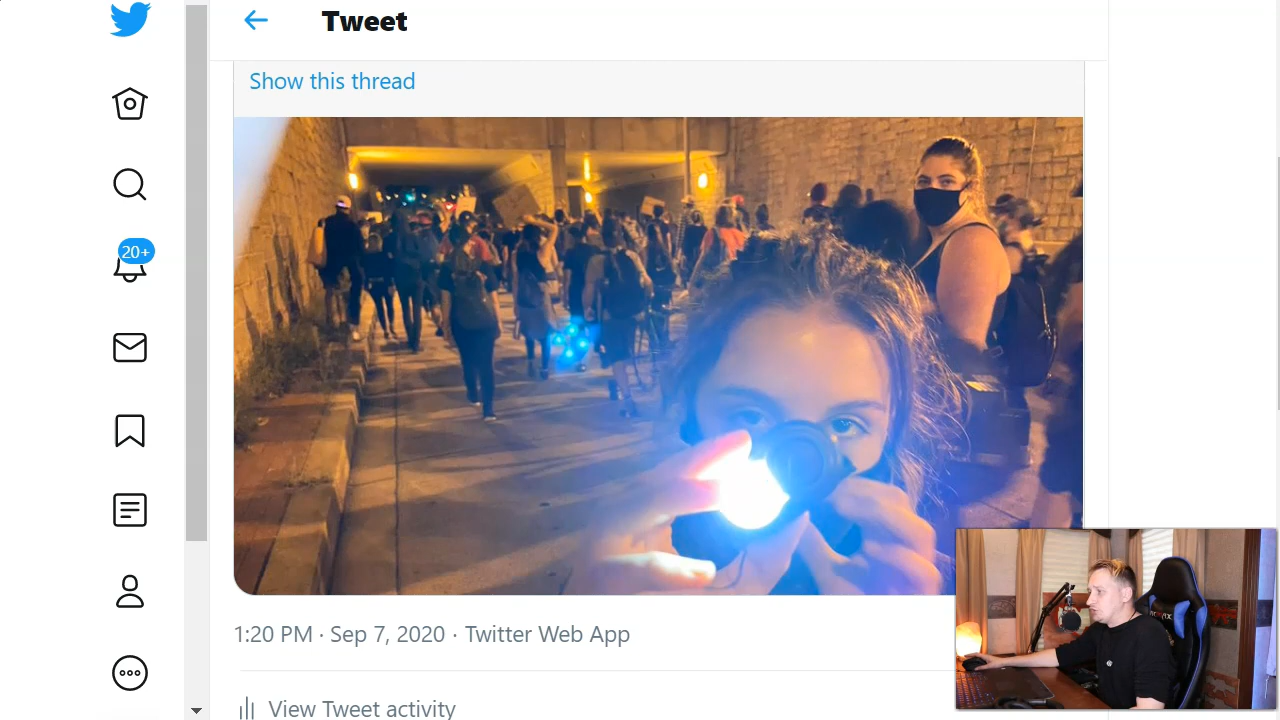 Tweet
Show this thread
20+
1:20 PM · Sep 7, 2020 · Twitter Web App
View Tweet activity